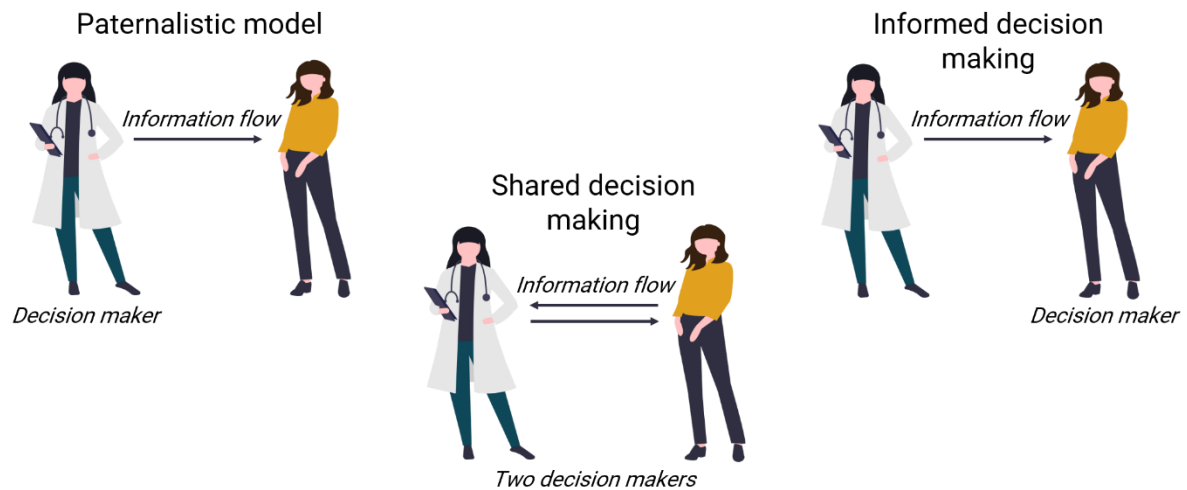 Paternalistic model
Information flow
Decision maker
Shared decision
making
Information flow
Two decision makers
Informed decision
making
Information flow
Decision maker